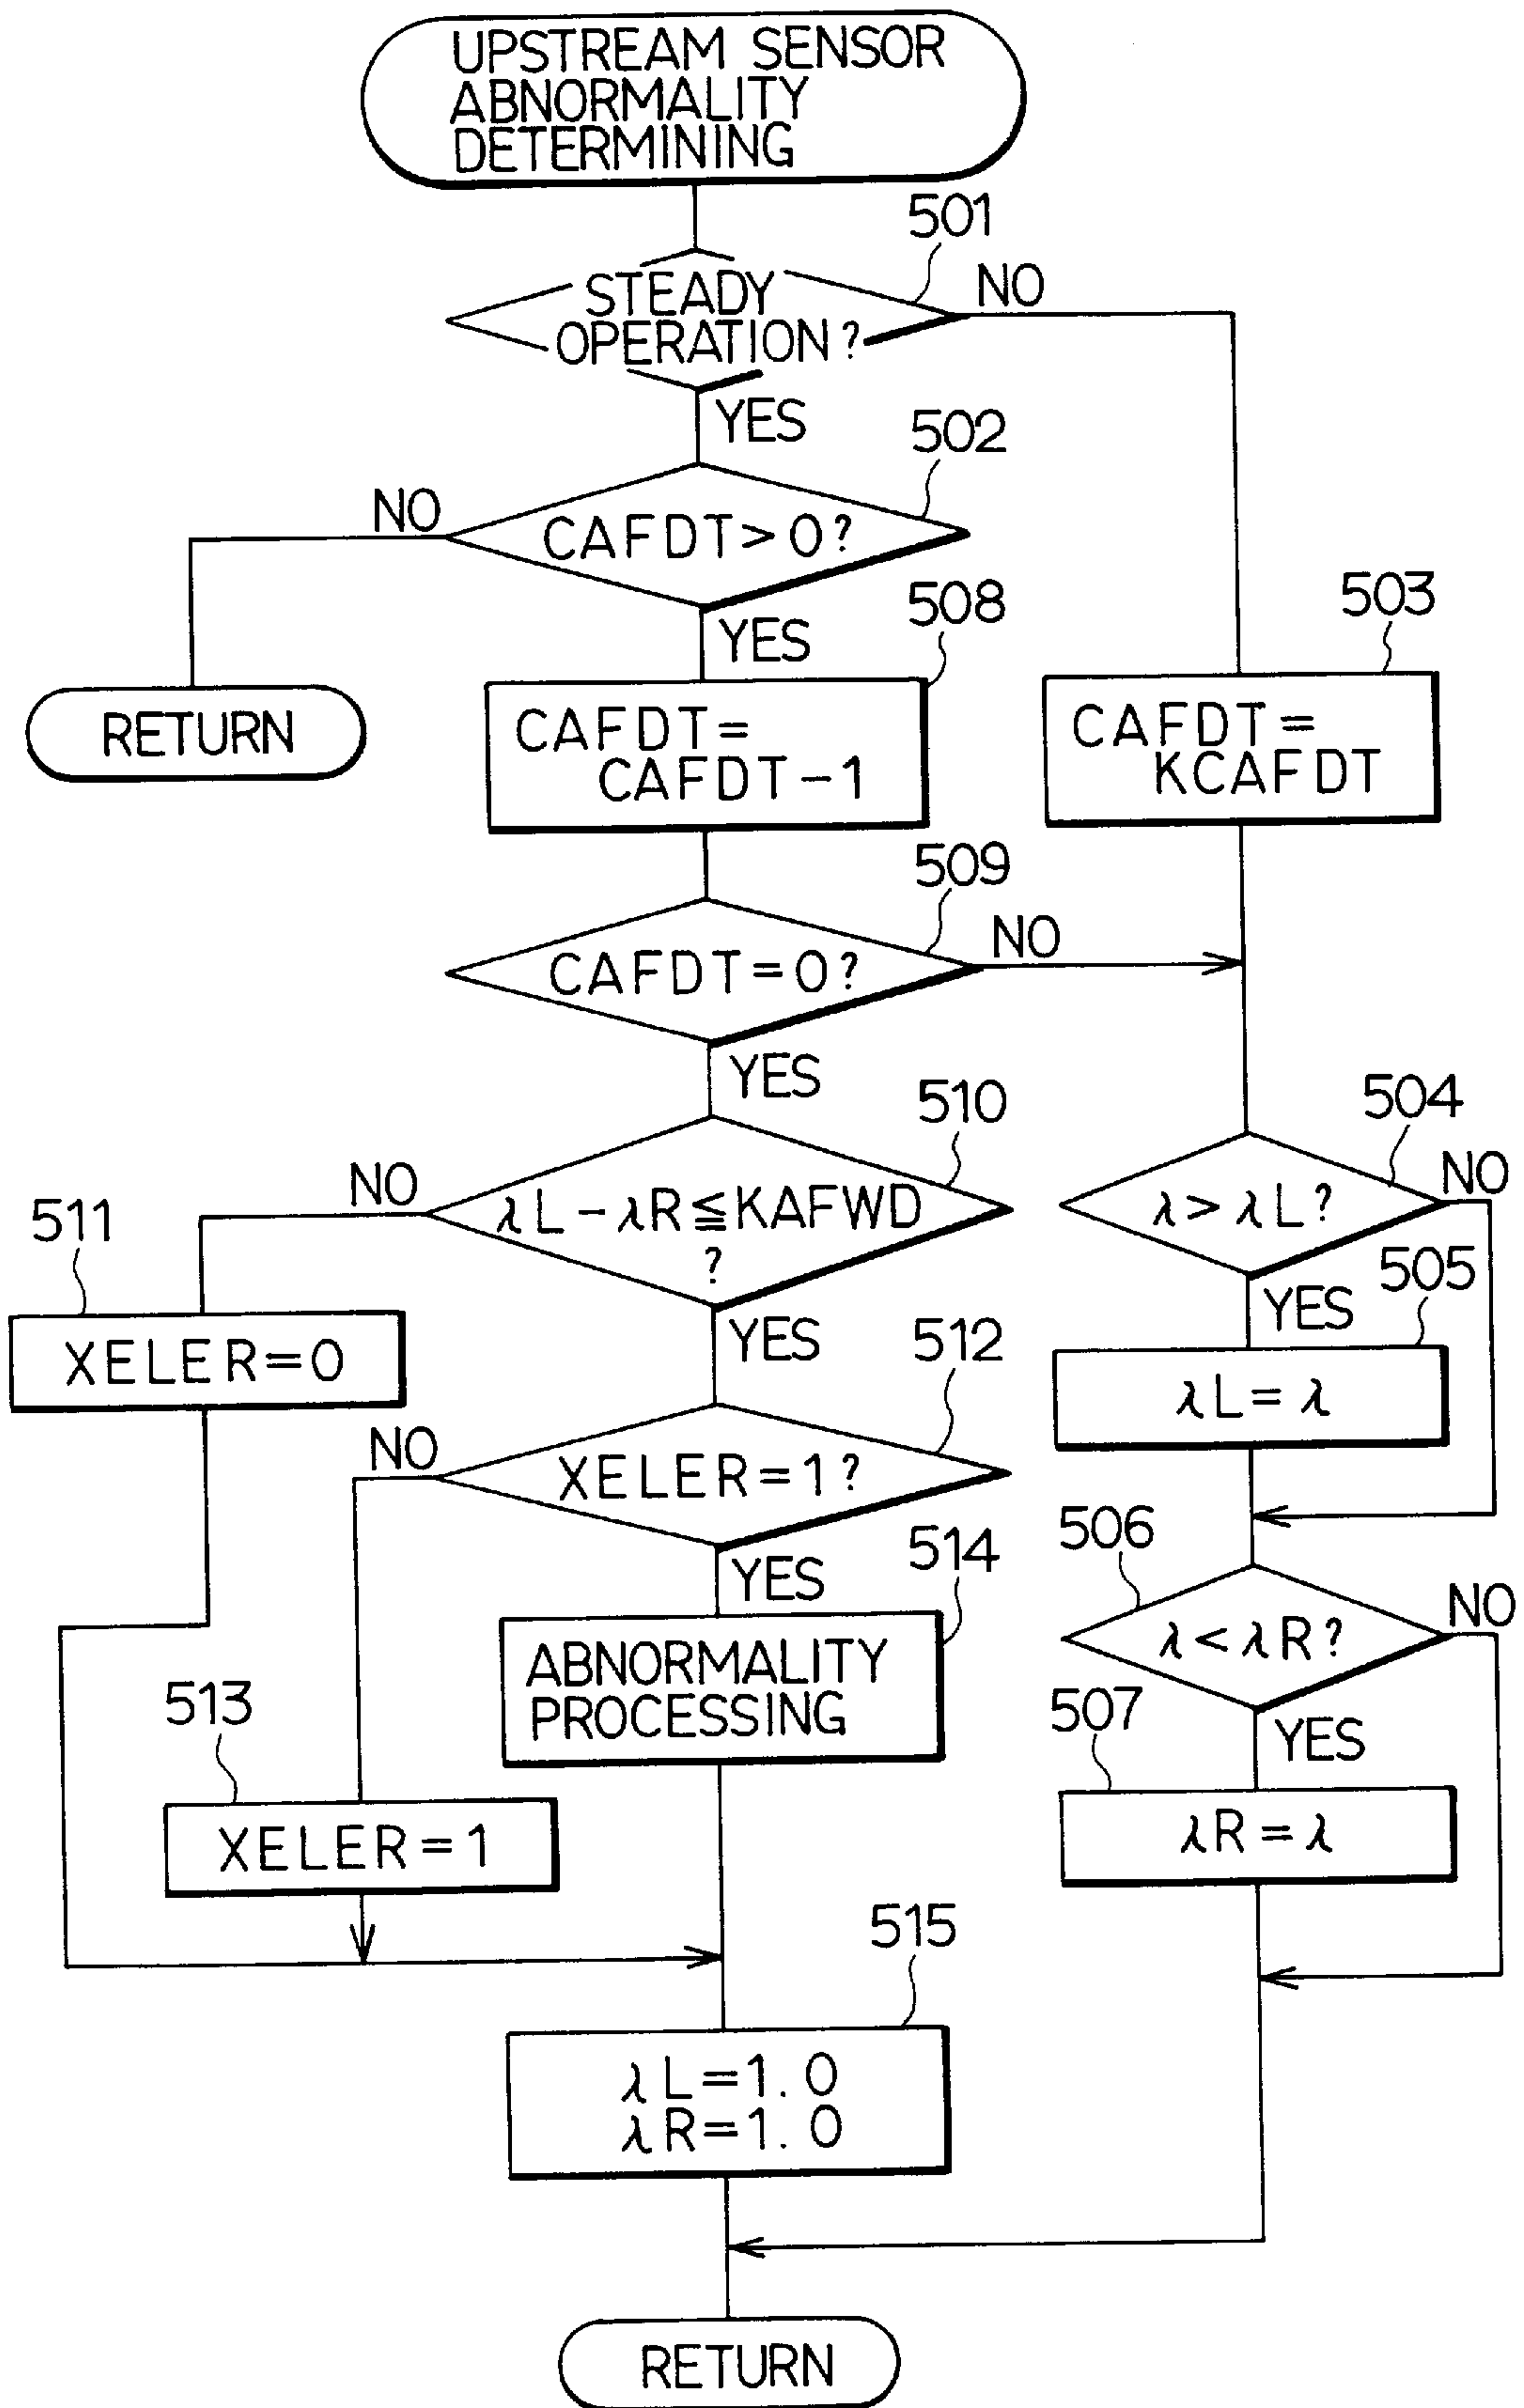 UPSTREAM SENSOR
ABNORMALITY
DETERMINING
501
STEADY
OPERATION?
NO
YES
502
NO
CAFDT>0?
YES
508
503
RETURN
CAFDT=
CAFDT-1
CAFDT=
KCAFDT
509
CAFDT=0?
NO
YES
510
504
NO
λL-λR≦KAFWD
?
λ>λL?
NO
511
YES
505
YES
XELER=0
512
λL=λ
NO
XELER=1?
506
YES
514
λ<λR?
NO
ABNORMALITY
PROCESSING
513
507
YES
XELER=1
λR=λ
515
λL=1.0
λR=1.0
RETURN